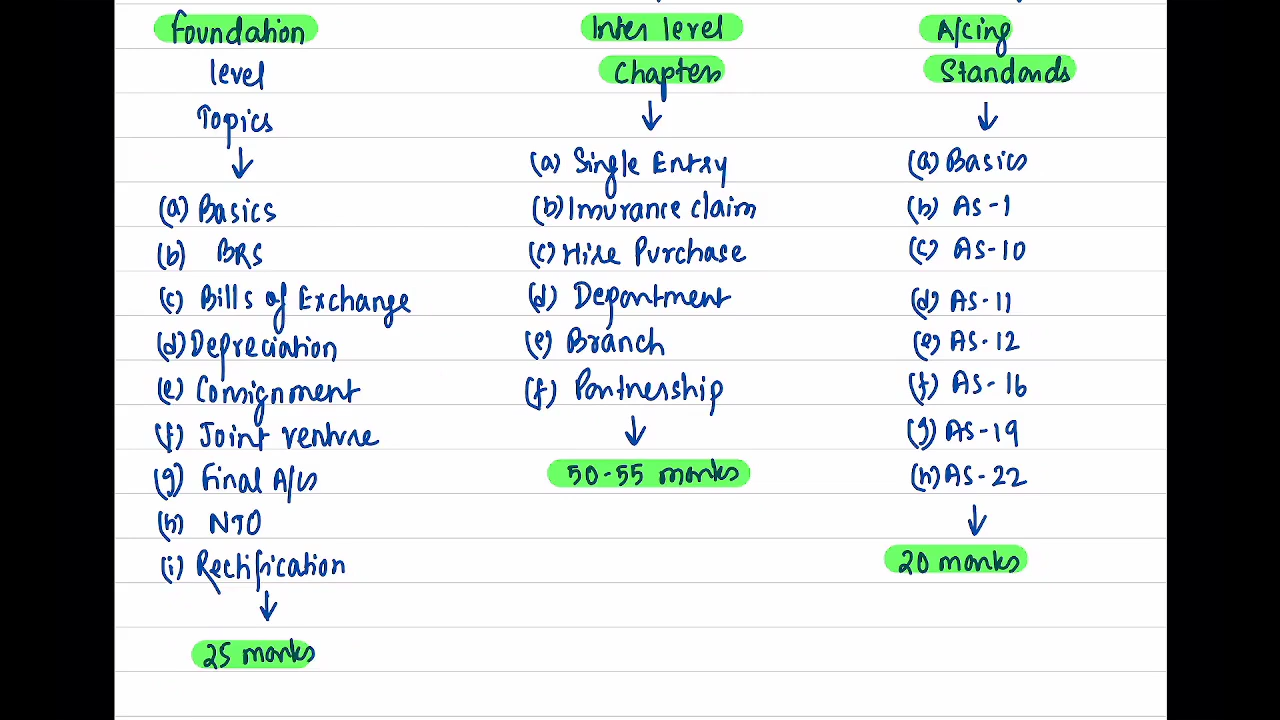 Foundation
level
Topics
↓
(a) Basics
(b) BRS
(c) Bills of Exchange
(d) Depreciation
(e) Consignment
(f) Joint venture
(g) Final A/cs
(h) NTO
(i) Rectification
↓
25 marks
Inter level
Chapters
↓
(a) Single Entry
(b) Insurance claim
(c) Hire Purchase
(d) Department
(e) Branch
(f) Partnership
↓
50-55 marks
A/cing
Standards
↓
(a) Basics
(b) AS-1
(c) AS-10
(d) AS-11
(e) AS-12
(f) AS-16
(g) AS-19
(h) AS-22
↓
20 marks